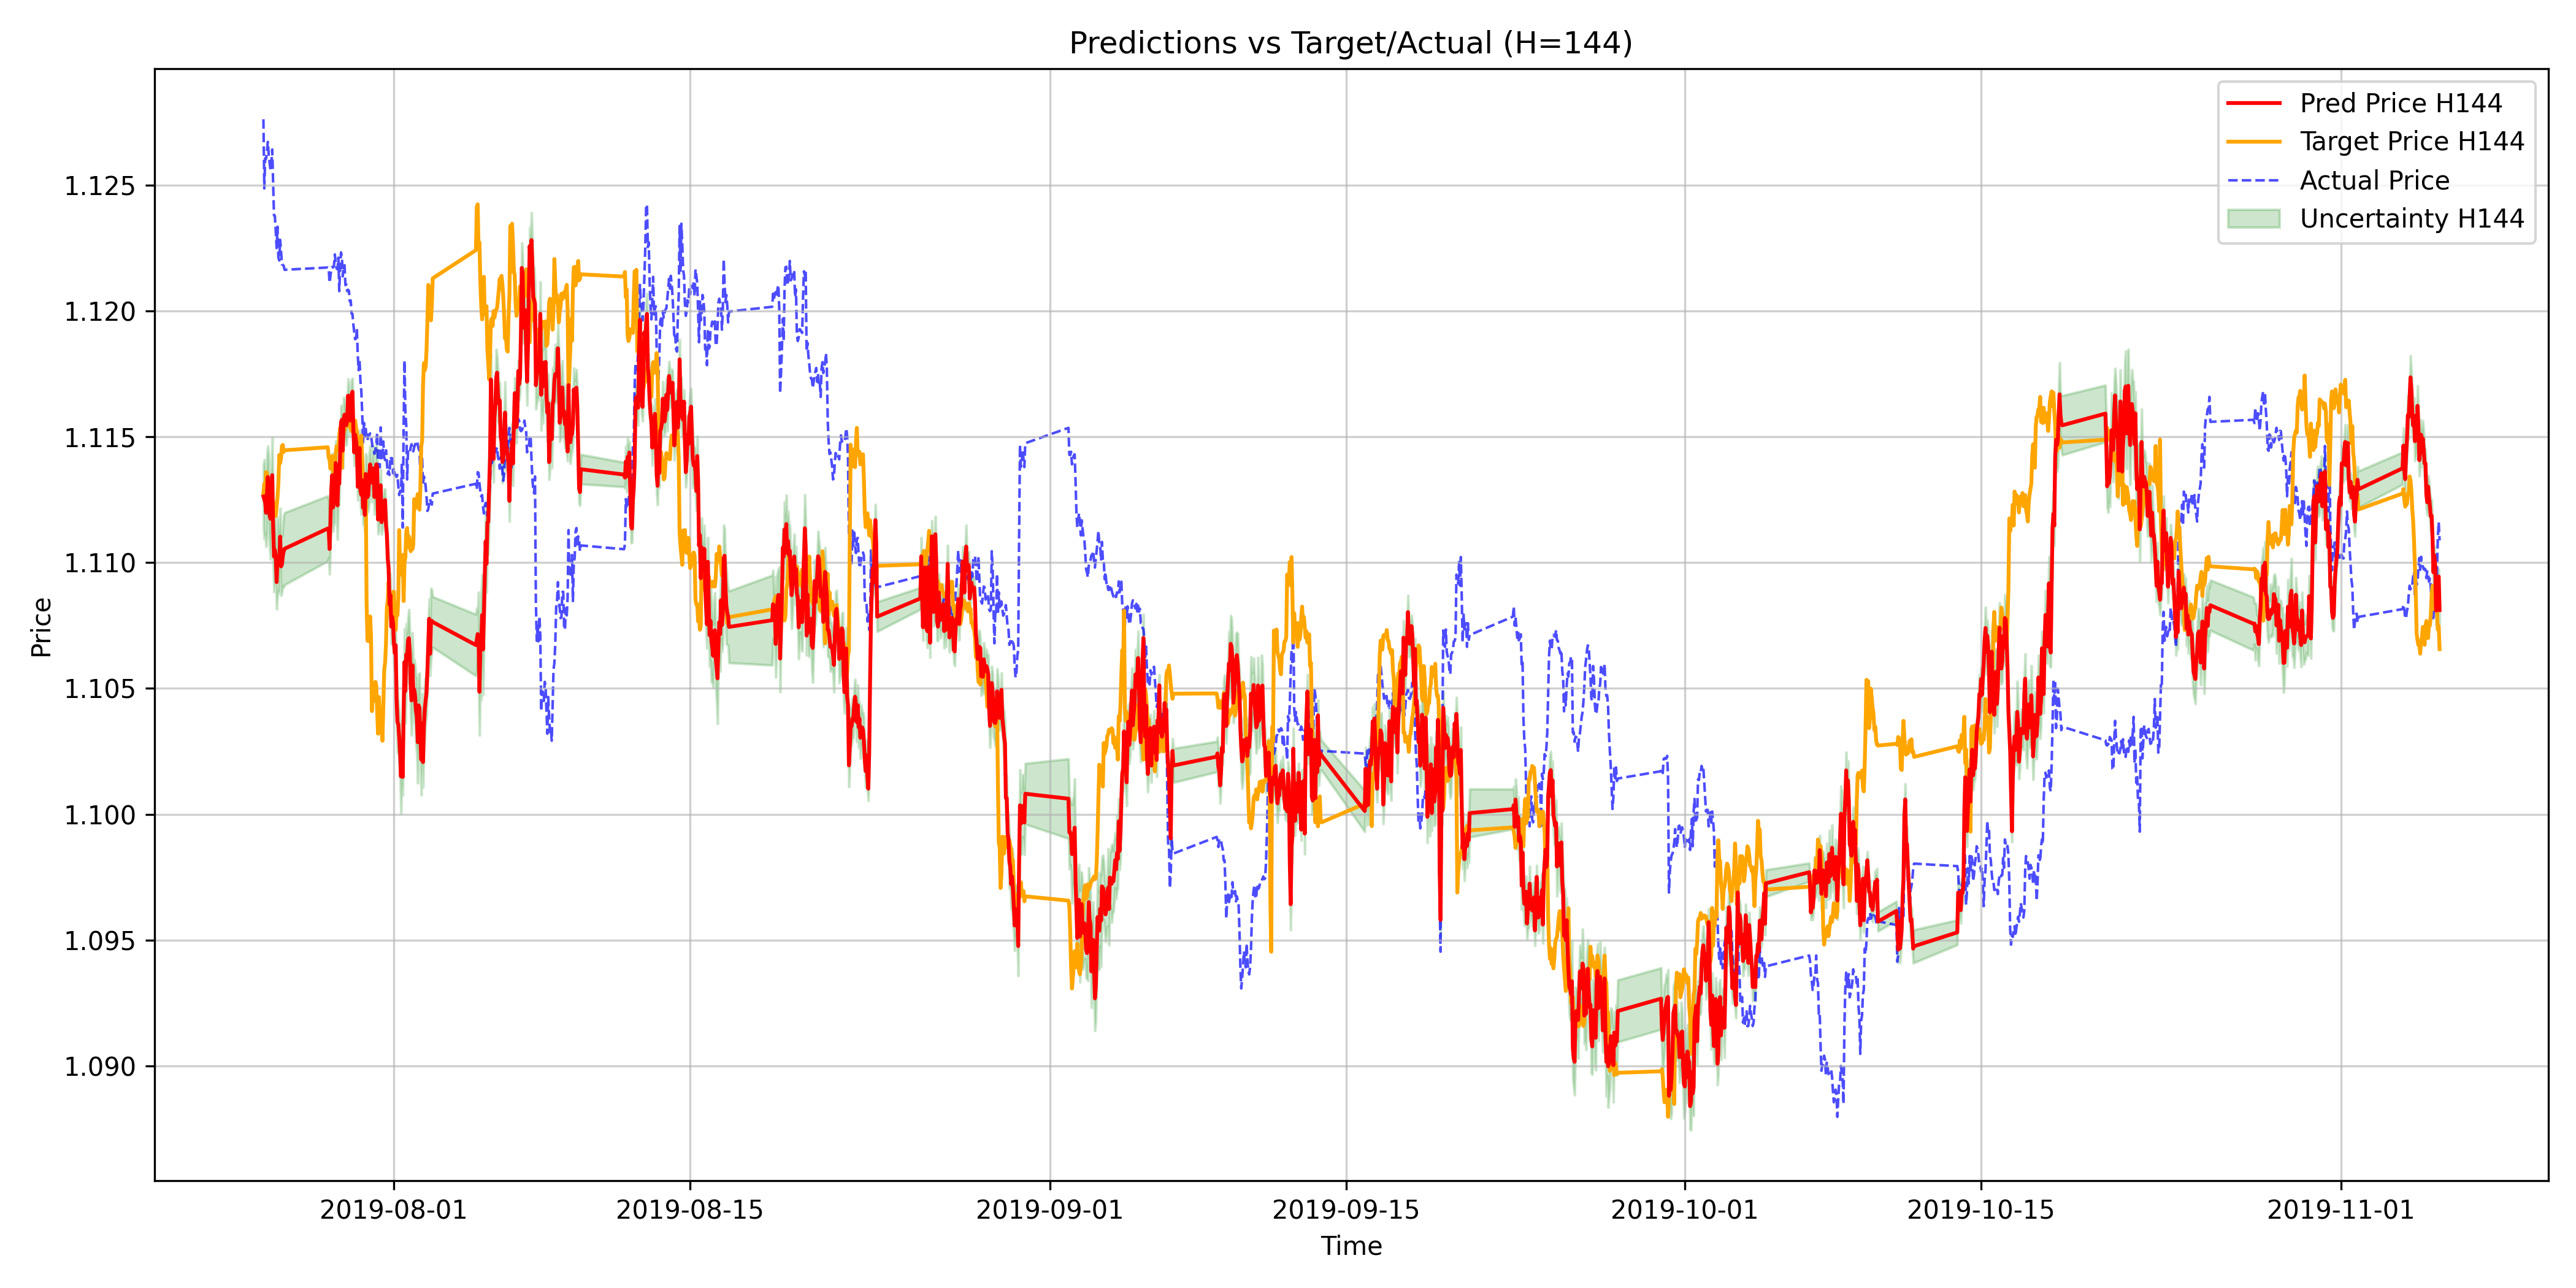 Predictions vs Target/Actual (H=144)
Pred Price H144
Target Price H144
Actual Price
Uncertainty H144
Price
1.125
1.120
1.115
1.110
1.105
1.100
1.095
1.090
2019-08-01
2019-08-15
2019-09-01
2019-09-15
2019-10-01
2019-10-15
2019-11-01
Time